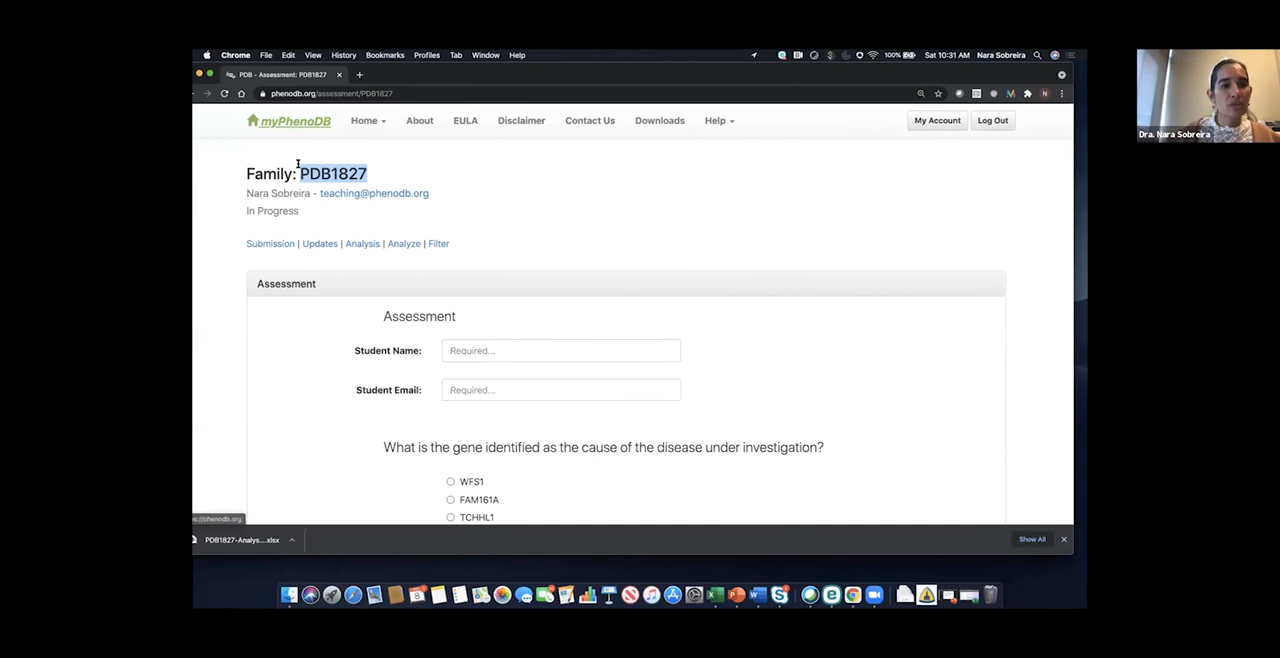 Chrome File Edit View History Bookmarks Profiles Tab Window Help 100% Sat 10:31 AM Nara Sobreira
PDB - Assessment: PDB1827
phenodb.org/assessment/PDB1827
myPhenoDB Home About EULA Disclaimer Contact Us Downloads Help My Account Log Out
Dra. Nara Sobreira
Family: PDB1827
Nara Sobreira - teaching@phenodb.org
In Progress
Submission | Updates | Analysis | Analyze | Filter
Assessment
Assessment
Student Name: Required...
Student Email: Required...
What is the gene identified as the cause of the disease under investigation?
WFS1
FAM161A
TCHHL1
s://phenodb.org
PDB1827-Analys....xlsx Show All